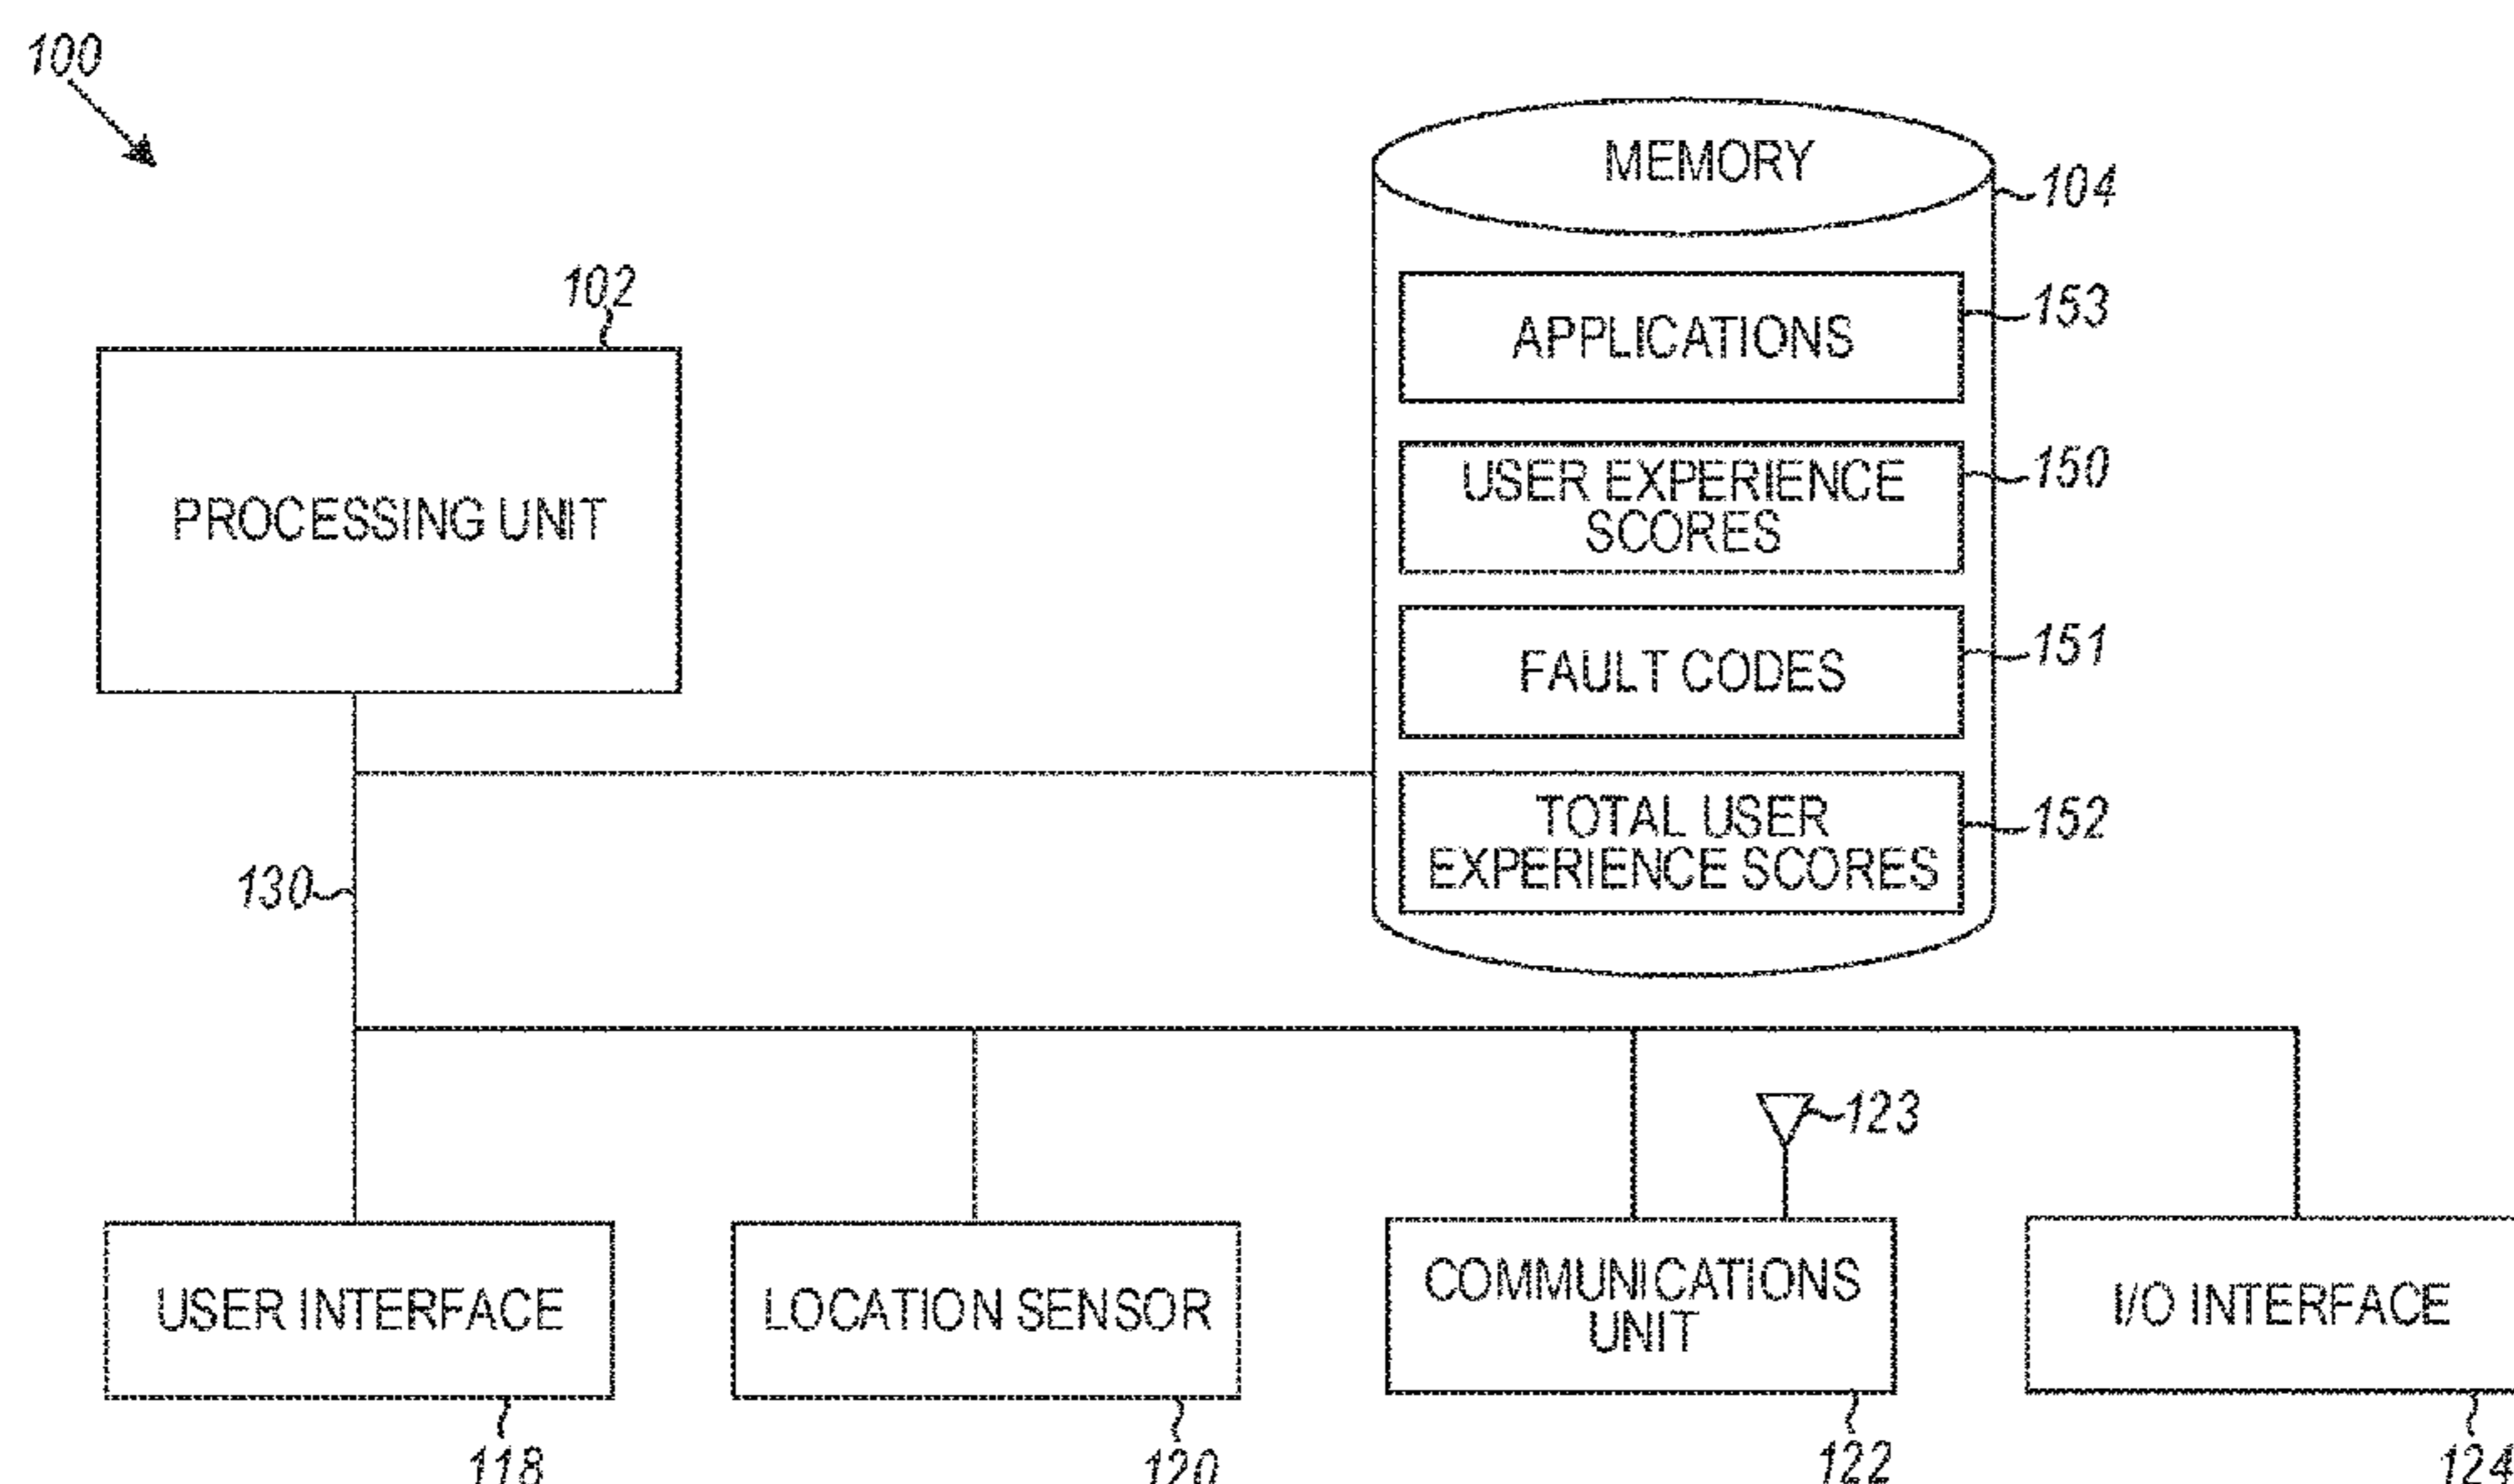 100
MEMORY
104
102
APPLICATIONS
153
PROCESSING UNIT
USER EXPERIENCE
SCORES
150
FAULT CODES
151
TOTAL USER
EXPERIENCE SCORES
152
130
123
USER INTERFACE
LOCATION SENSOR
COMMUNICATIONS
UNIT
I/O INTERFACE
118
120
122
124